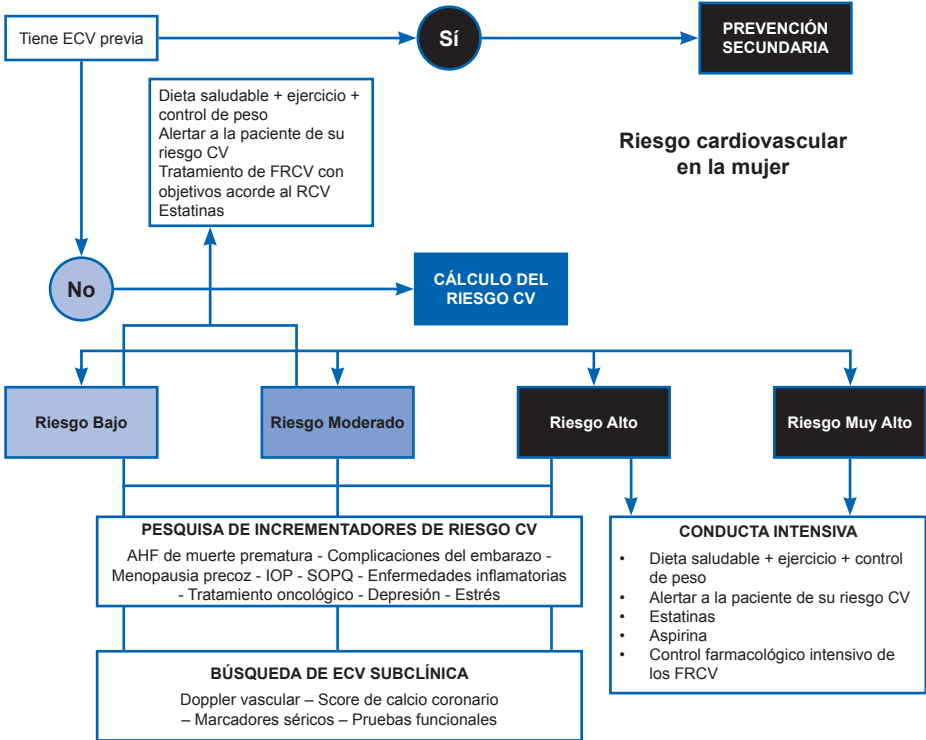 Tiene ECV previa
Sí
PREVENCIÓN
SECUNDARIA
Dieta saludable + ejercicio +
control de peso
Alertar a la paciente de su
riesgo CV
Tratamiento de FRCV con
objetivos acorde al RCV
Estatinas
Riesgo cardiovascular
en la mujer
No
CÁLCULO DEL
RIESGO CV
Riesgo Bajo
Riesgo Moderado
Riesgo Alto
Riesgo Muy Alto
PESQUISA DE INCREMENTADORES DE RIESGO CV
AHF de muerte prematura - Complicaciones del embarazo -
Menopausia precoz - IOP - SOPQ - Enfermedades inflamatorias
- Tratamiento oncológico - Depresión - Estrés
CONDUCTA INTENSIVA
• Dieta saludable + ejercicio + control
de peso
• Alertar a la paciente de su riesgo CV
• Estatinas
• Aspirina
• Control farmacológico intensivo de
los FRCV
BÚSQUEDA DE ECV SUBCLÍNICA
Doppler vascular – Score de calcio coronario
– Marcadores séricos – Pruebas funcionales